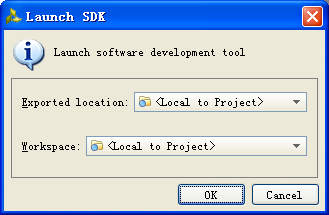 Launch SDK
Launch software development tool
Exported location: <Local to Project>
Workspace: <Local to Project>
OK Cancel